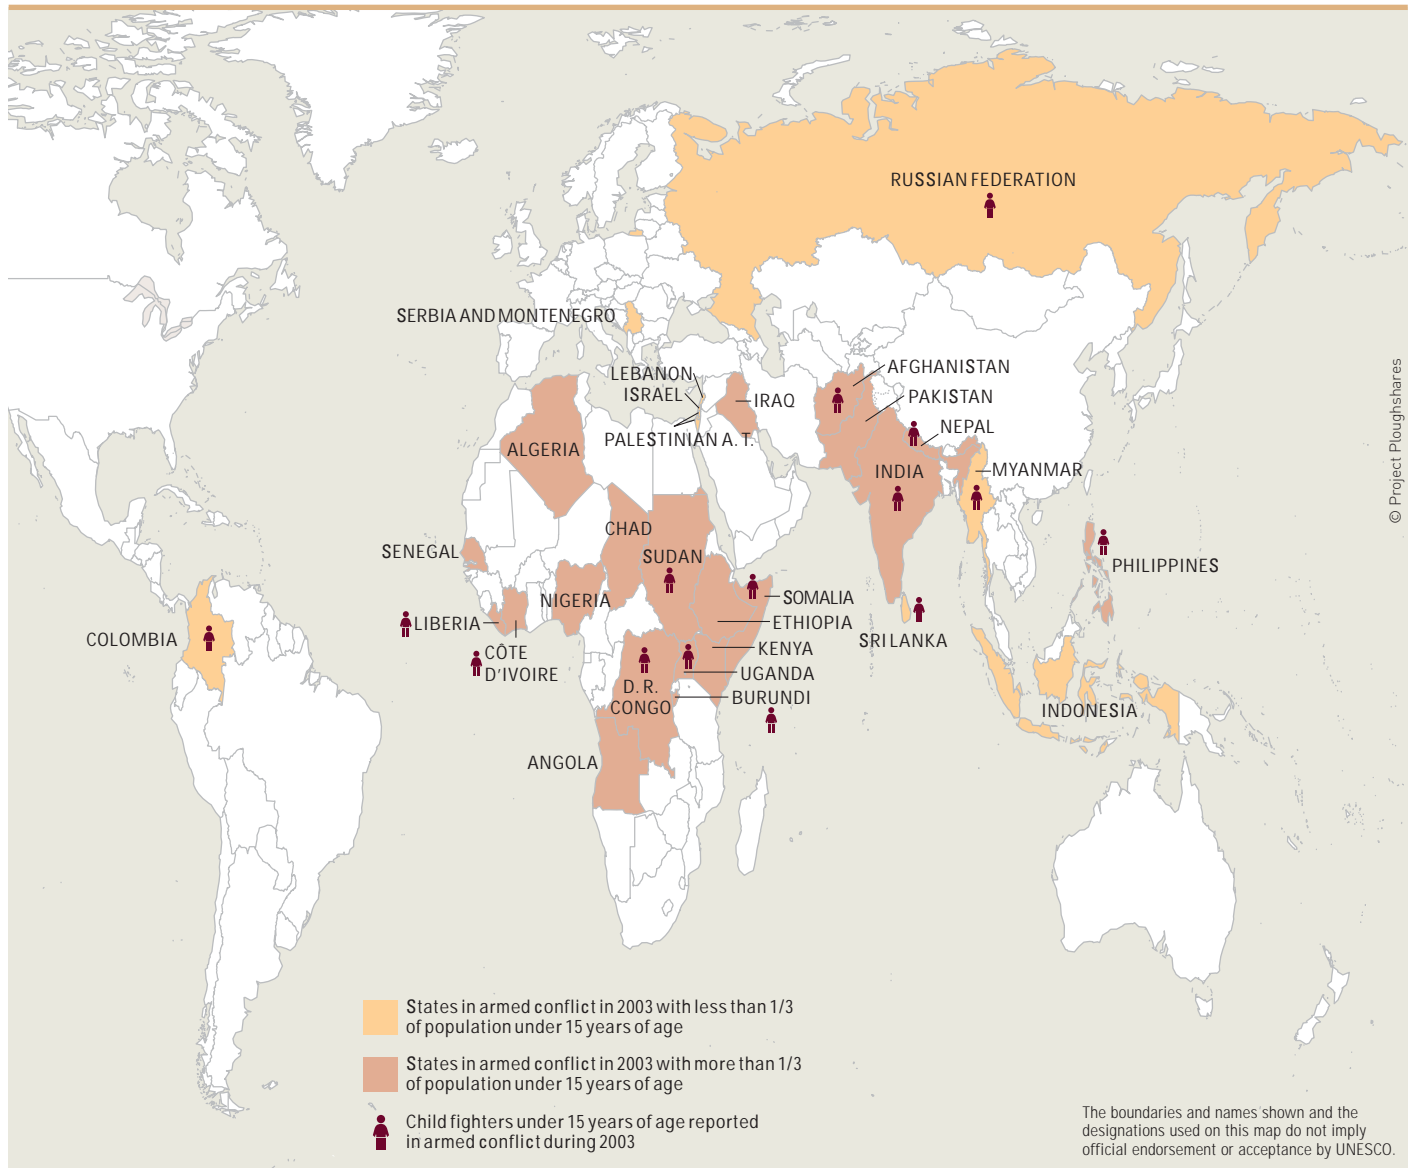 RUSSIAN FEDERATION
SERBIA AND MONTENEGRO
LEBANON
ISRAEL
PALESTINIAN A. T.
IRAQ
AFGHANISTAN
PAKISTAN
NEPAL
INDIA
MYANMAR
ALGERIA
CHAD
SUDAN
SENEGAL
NIGERIA
LIBERIA
CÔTE
D'IVOIRE
COLOMBIA
SOMALIA
ETHIOPIA
KENYA
UGANDA
BURUNDI
D. R.
CONGO
ANGOLA
SRI LANKA
PHILIPPINES
INDONESIA
© Project Ploughshares
States in armed conflict in 2003 with less than 1/3
of population under 15 years of age
States in armed conflict in 2003 with more than 1/3
of population under 15 years of age
Child fighters under 15 years of age reported
in armed conflict during 2003
The boundaries and names shown and the
designations used on this map do not imply
official endorsement or acceptance by UNESCO.